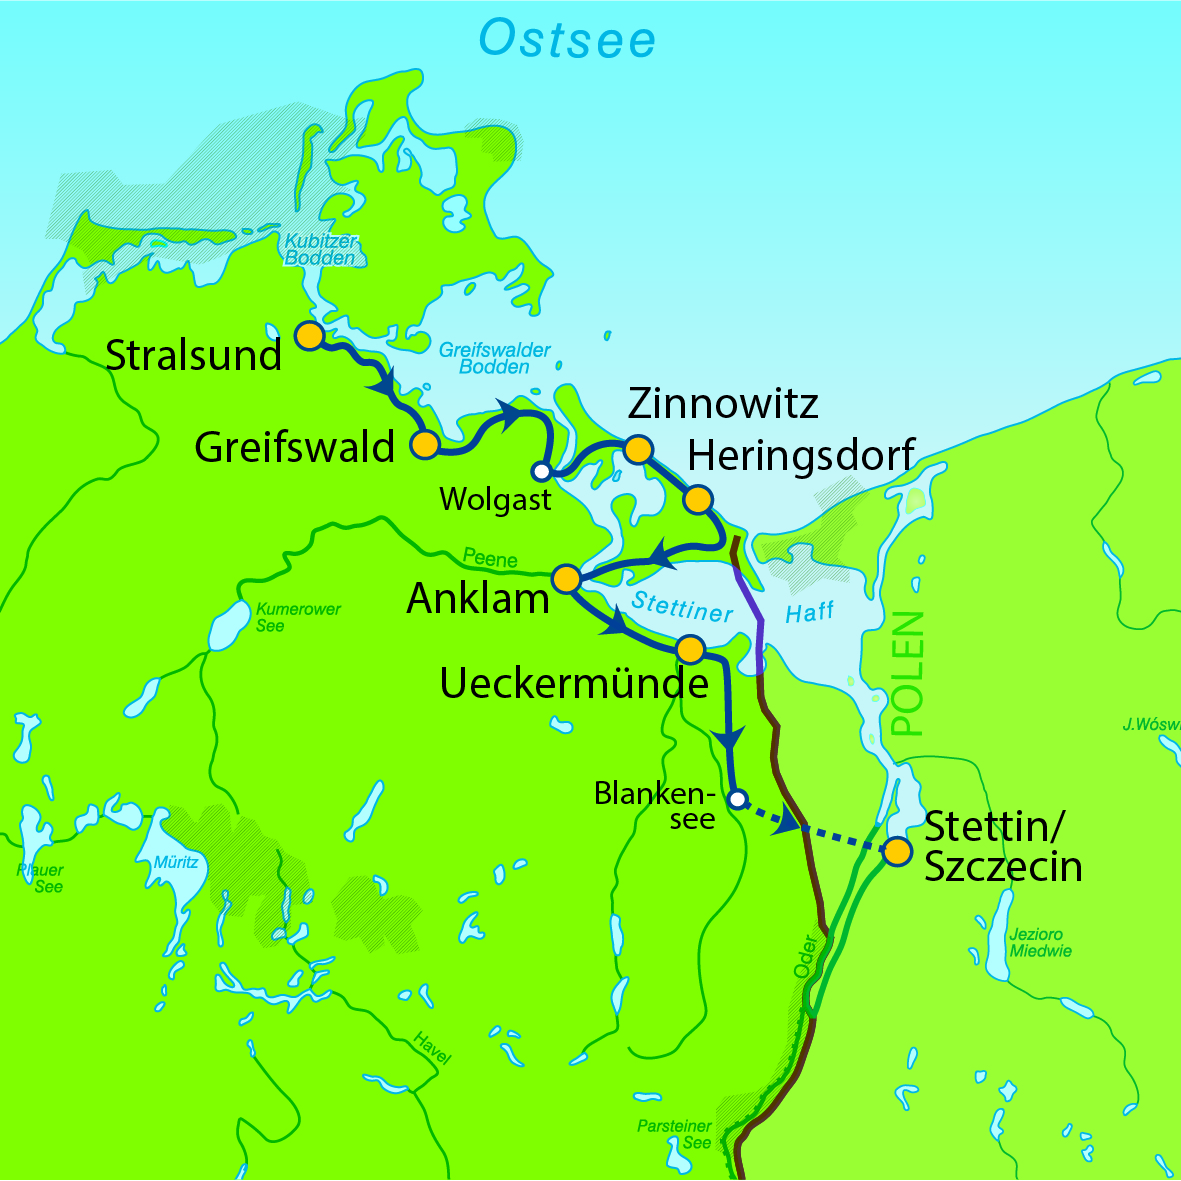 Ostsee
Kubitzer
Bodden
Stralsund
Greifswalder
Bodden
Zinnowitz
Greifswald
Heringsdorf
Wolgast
Peene
Anklam
Stettiner
Haff
Kumerower
See
POLEN
Ueckermünde
J.Wósw
Blanken-
see
Stettin/
Szczecin
Müritz
Plauer
See
Oder
Jezioro
Miedwie
Havel
Parsteiner
See